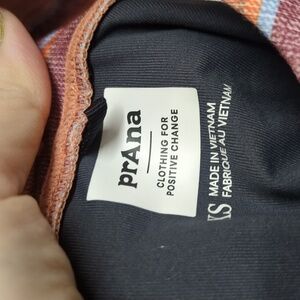 prAna
CLOTHING FOR
POSITIVE CHANGE
XS
MADE IN VIETNAM
FABRIQUÉ AU VIETNAM